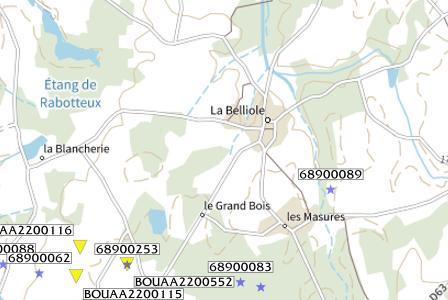 Étang de
Rabotteux
La Belliole
la Blancherie
68900089
le Grand Bois
les Masures
AA2200116
0088
68900062
68900253
68900083
BOUAA2200552
BOUAA2200115